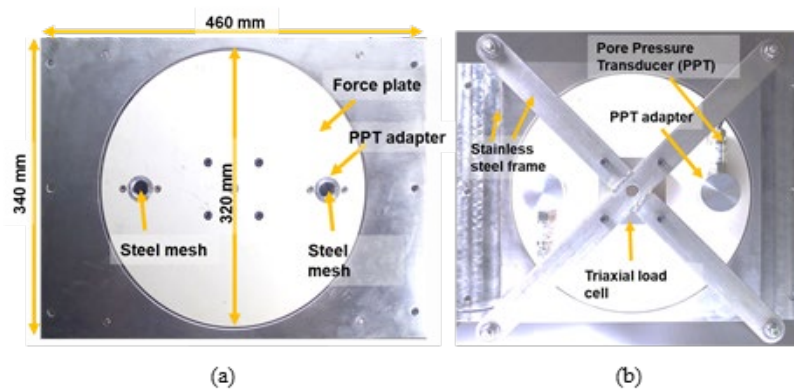 460 mm
340 mm
320 mm
Force plate
PPT adapter
Steel mesh
Steel
mesh
(a)
Pore Pressure
Transducer (PPT)
PPT adapter
Stainless
steel frame
Triaxial load
cell
(b)